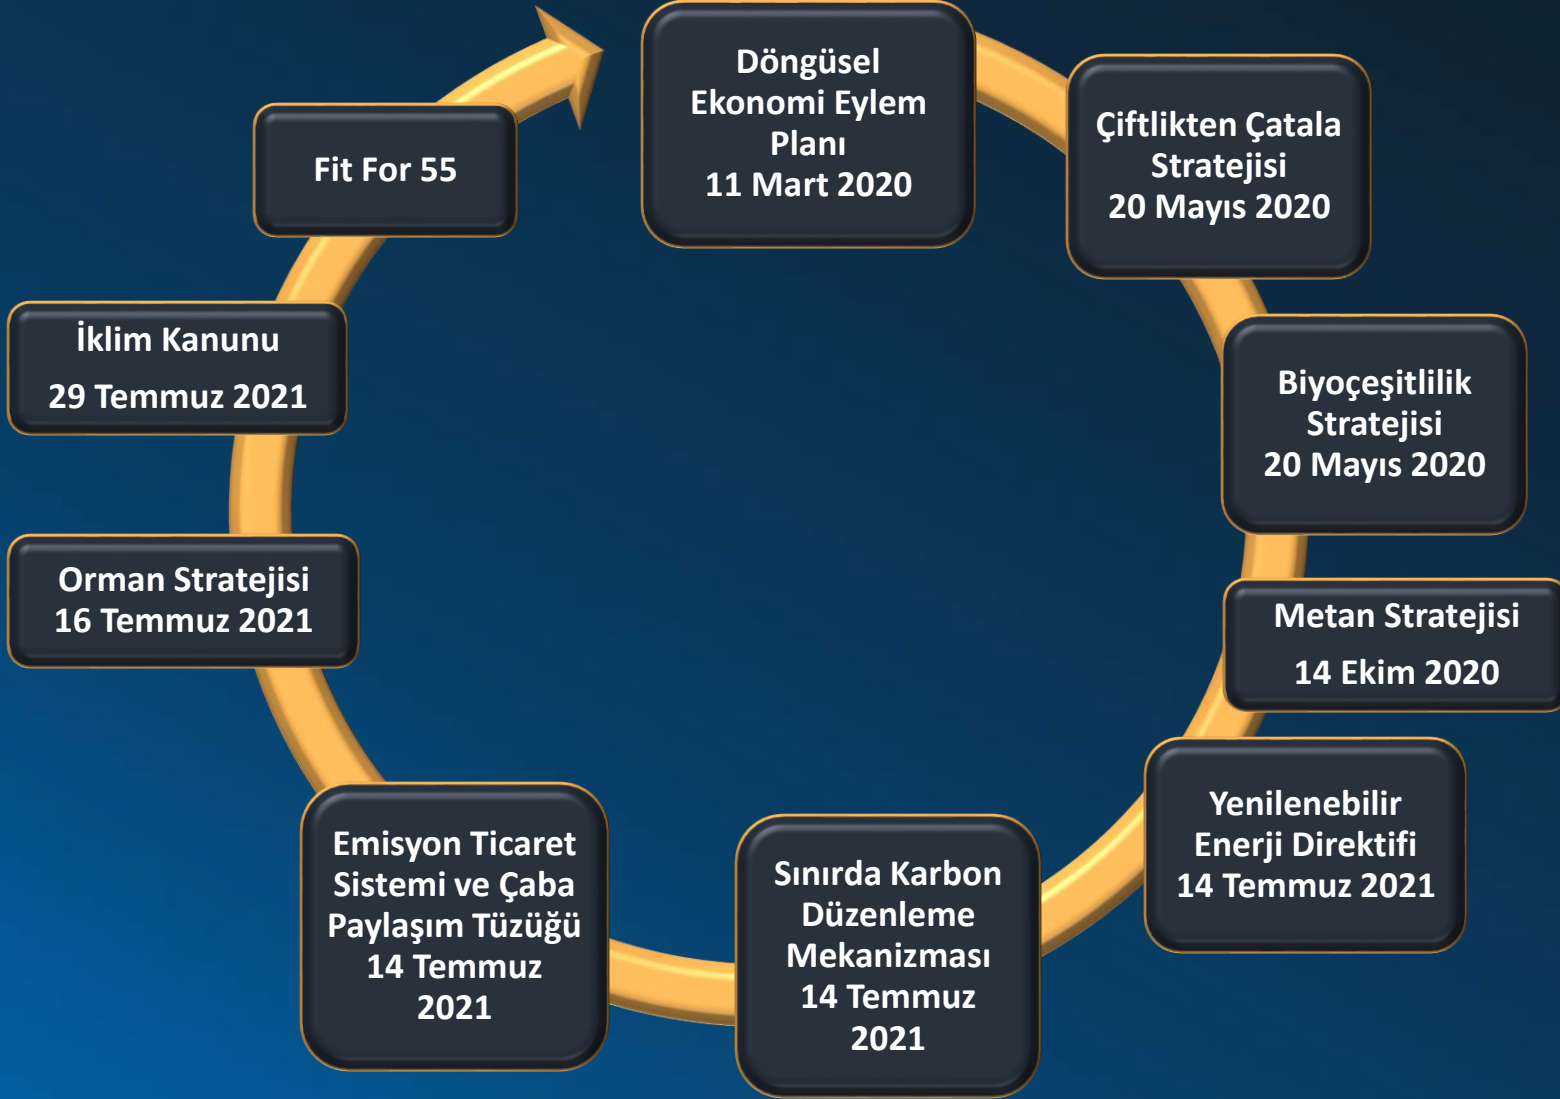 Döngüsel
Ekonomi Eylem
Planı
11 Mart 2020
Çiftlikten Çatala
Stratejisi
20 Mayıs 2020
Biyoçeşitlilik
Stratejisi
20 Mayıs 2020
Metan Stratejisi
14 Ekim 2020
Yenilenebilir
Enerji Direktifi
14 Temmuz 2021
Sınırda Karbon
Düzenleme
Mekanizması
14 Temmuz
2021
Emisyon Ticaret
Sistemi ve Çaba
Paylaşım Tüzüğü
14 Temmuz
2021
Orman Stratejisi
16 Temmuz 2021
İklim Kanunu
29 Temmuz 2021
Fit For 55